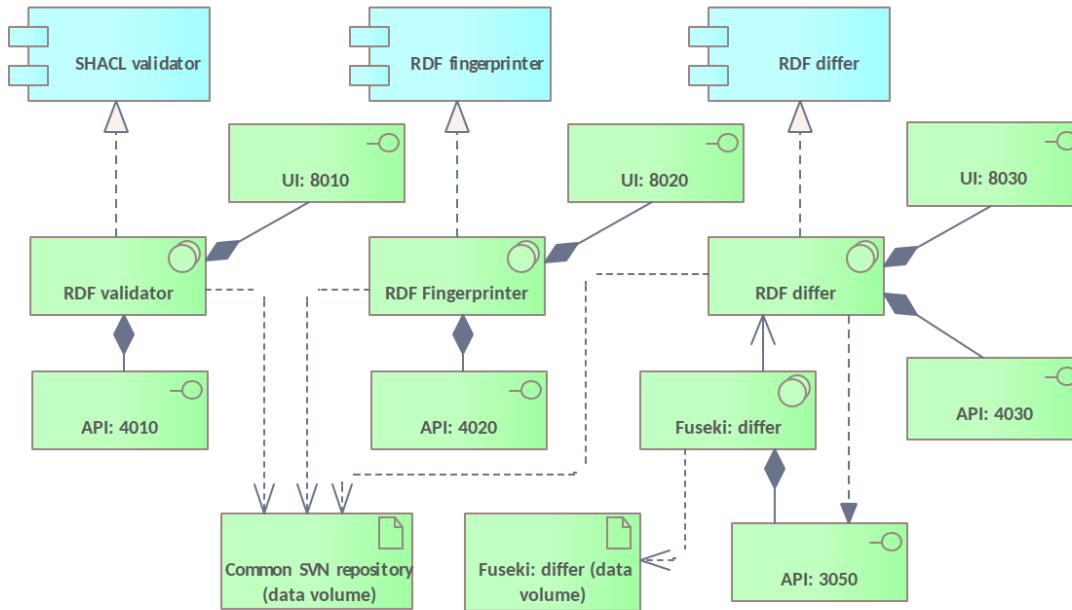 SHACL validator
RDF fingerprinter
RDF differ
UI: 8010
UI: 8020
UI: 8030
RDF validator
RDF Fingerprinter
RDF differ
API: 4010
API: 4020
Fuseki: differ
API: 4030
Common SVN repository
(data volume)
Fuseki: differ (data
volume)
API: 3050